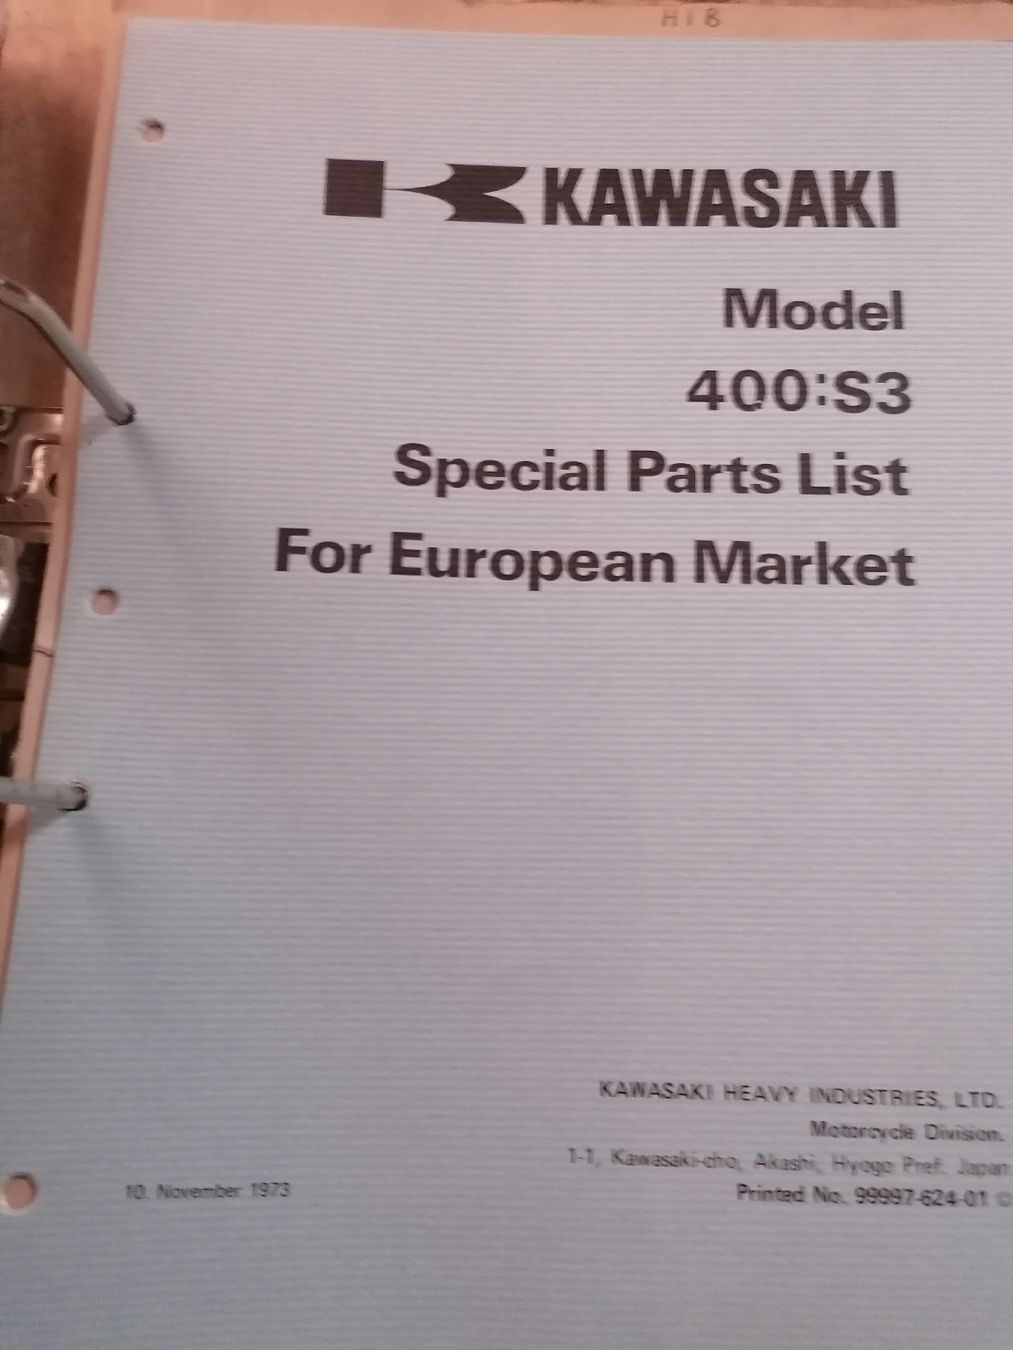 H1B
KAWASAKI
Model
400:S3
Special Parts List
For European Market
KAWASAKI HEAVY INDUSTRIES, LTD.
Motorcycle Division.
1-1, Kawasaki-cho, Akashi, Hyogo Pref. Japan
10. November 1973
Printed No. 99997-624-01 ©